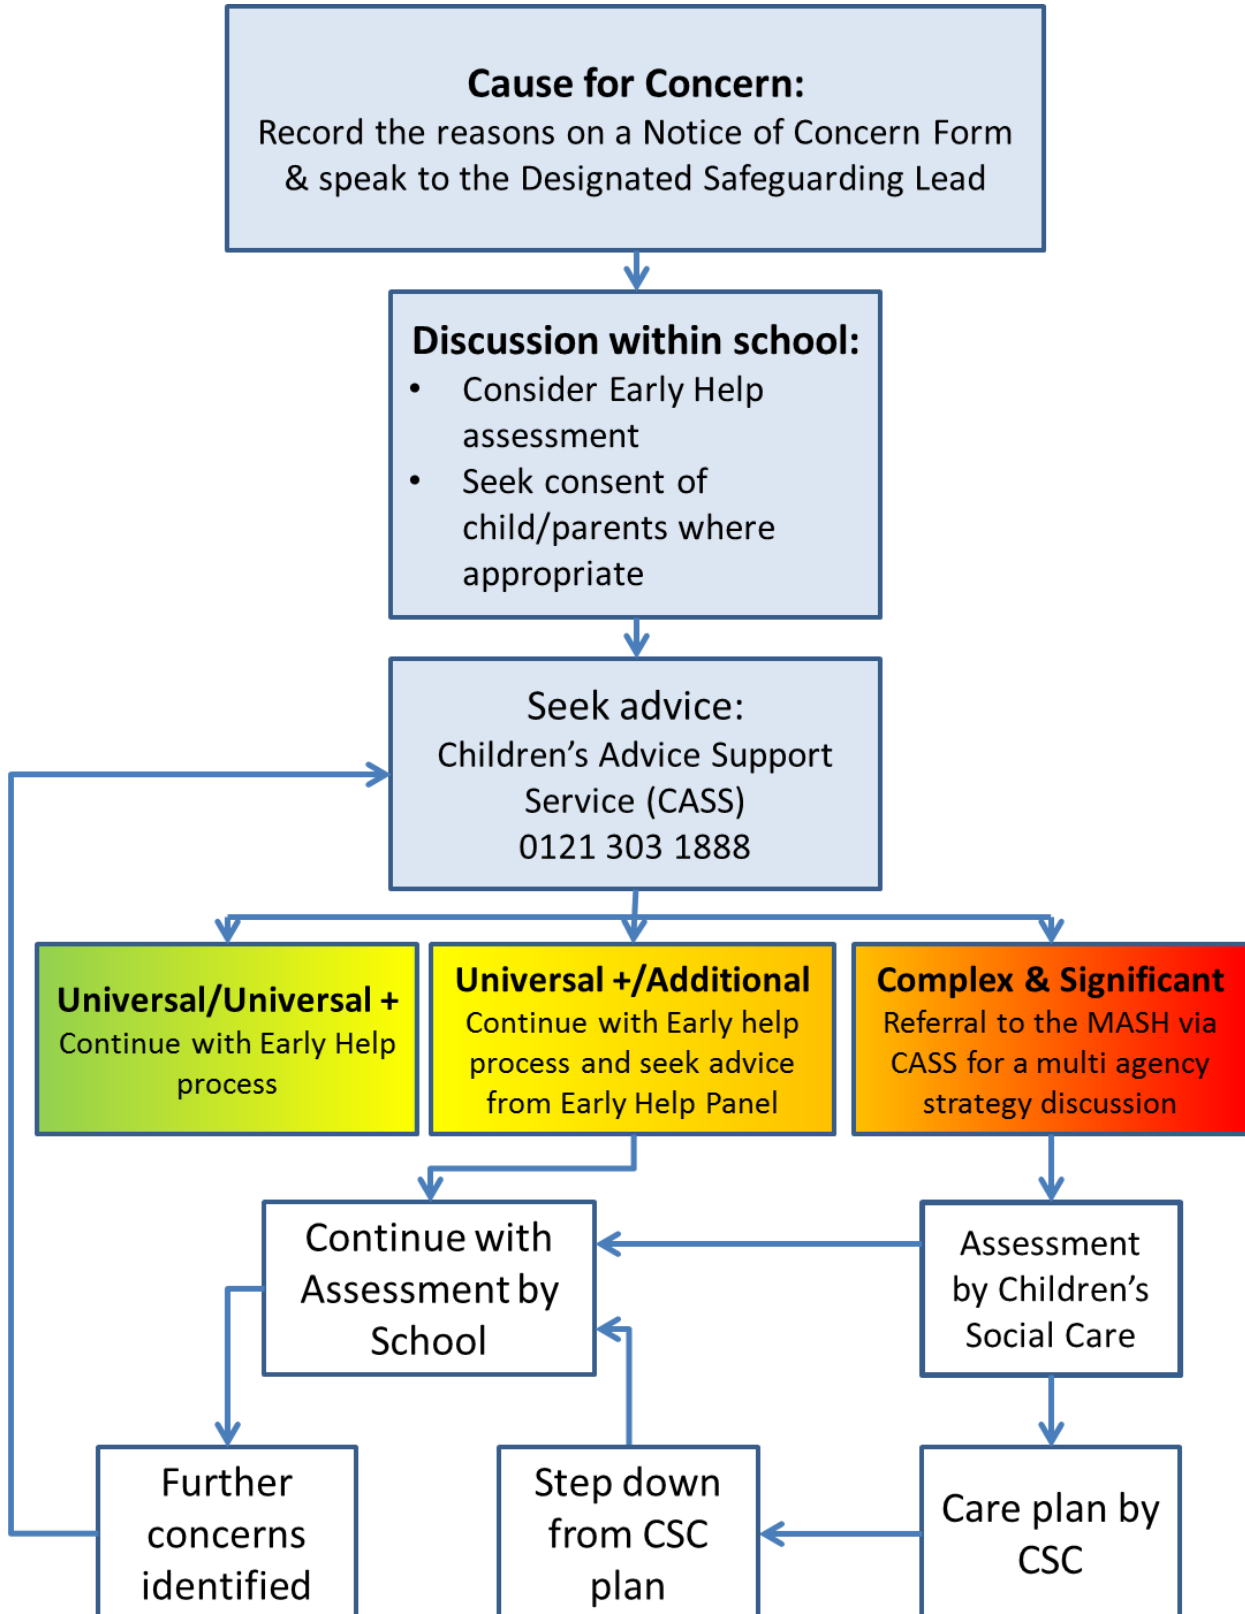 Cause for Concern:
Record the reasons on a Notice of Concern Form
& speak to the Designated Safeguarding Lead
Discussion within school:
• Consider Early Help
assessment
• Seek consent of
child/parents where
appropriate
Seek advice:
Children’s Advice Support
Service (CASS)
0121 303 1888
Universal/Universal +
Continue with Early Help
process
Universal +/Additional
Continue with Early help
process and seek advice
from Early Help Panel
Complex & Significant
Referral to the MASH via
CASS for a multi agency
strategy discussion
Continue with
Assessment by
School
Assessment
by Children’s
Social Care
Further
concerns
identified
Step down
from CSC
plan
Care plan by
CSC